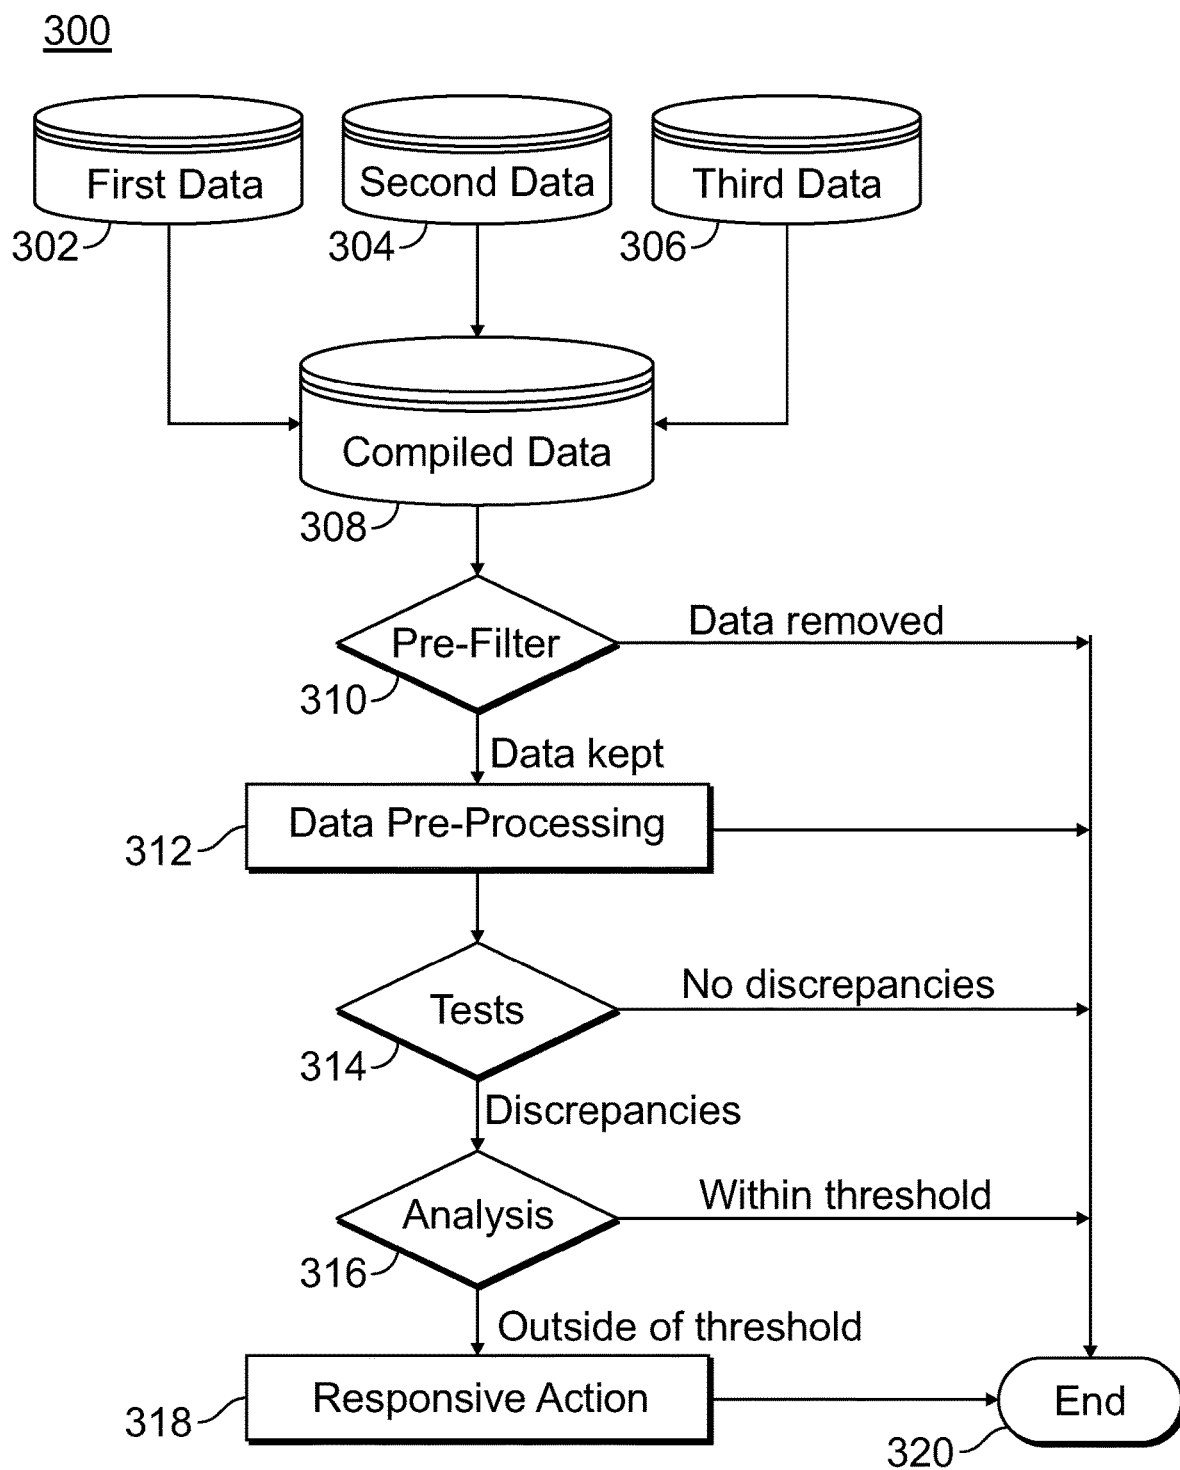 300
First Data
Second Data
Third Data
302
304
306
Compiled Data
308
Pre-Filter
Data removed
310
Data kept
Data Pre-Processing
312
Tests
No discrepancies
314
Discrepancies
Analysis
Within threshold
316
Outside of threshold
Responsive Action
End
318
320